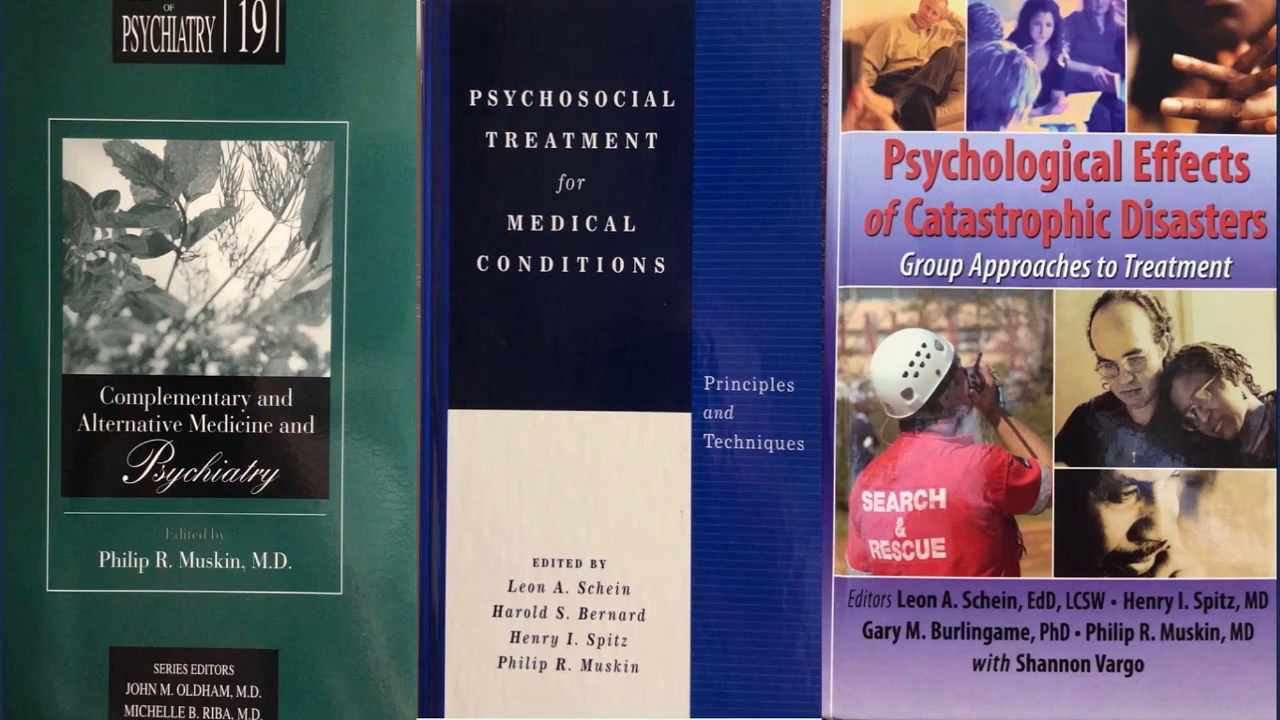 OF
PSYCHIATRY 19
Complementary and
Alternative Medicine and
Psychiatry
Edited by
Philip R. Muskin, M.D.
SERIES EDITORS
JOHN M. OLDHAM, M.D.
MICHELLE B. RIBA, M.D.
PSYCHOSOCIAL
TREATMENT
for
MEDICAL
CONDITIONS
Principles
and
Techniques
EDITED BY
Leon A. Schein
Harold S. Bernard
Henry I. Spitz
Philip R. Muskin
Psychological Effects
of Catastrophic Disasters
Group Approaches to Treatment
SEARCH
&
RESCUE
Editors Leon A. Schein, EdD, LCSW • Henry I. Spitz, MD
Gary M. Burlingame, PhD • Philip R. Muskin, MD
with Shannon Vargo